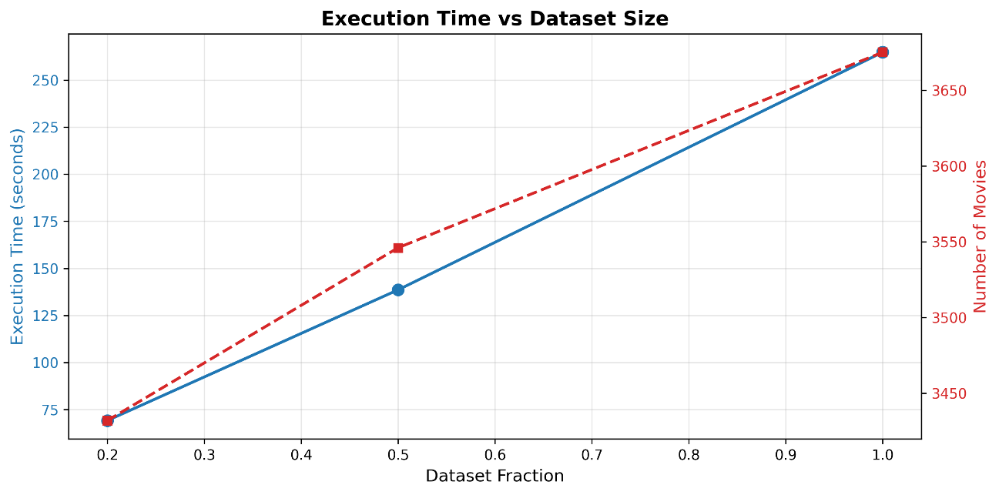 Execution Time vs Dataset Size
Execution Time (seconds)
250
225
200
175
150
125
100
75
3650
3600
3550
3500
3450
Number of Movies
0.2 0.3 0.4 0.5 0.6 0.7 0.8 0.9 1.0
Dataset Fraction